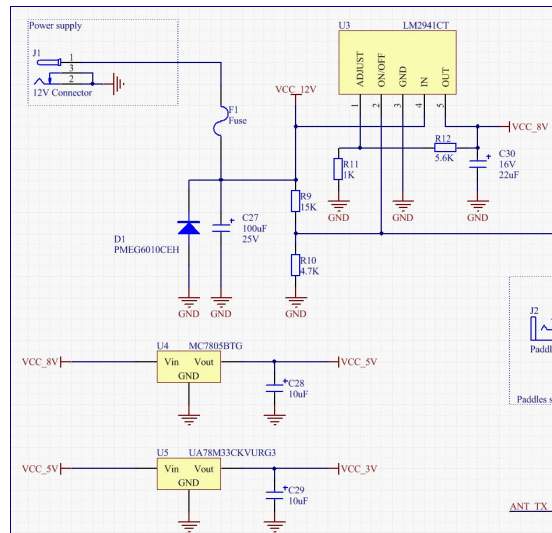 Power supply
J1
1
3
2
12V Connector
F1
Fuse
VCC_12V
U3
LM2941CT
ADJUST
ON/OFF
GND
IN
OUT
1
2
3
4
5
VCC_8V
R12
5.6K
R11
1K
C30
16V
22uF
GND
GND
GND
R9
15K
C27
100uF
25V
D1
PMEG6010CEH
R10
4.7K
GND
GND
GND
J2
Paddl
Paddles s
U4
MC7805BTG
VCC_8V
Vin
Vout
GND
VCC_5V
C28
10uF
U5
UA78M33CKVURG3
VCC_5V
Vin
Vout
GND
VCC_3V
C29
10uF
ANT_TX